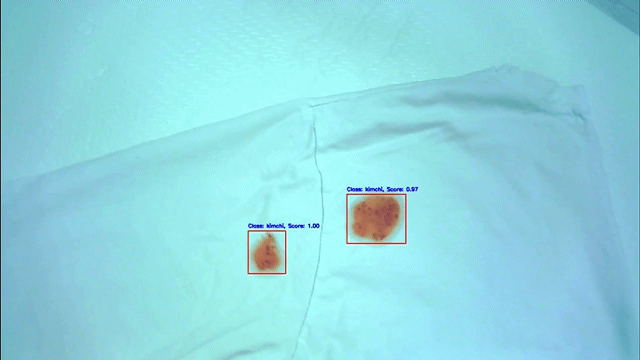 Class: kimchi, Score: 0.97
Class: kimchi, Score: 1.00